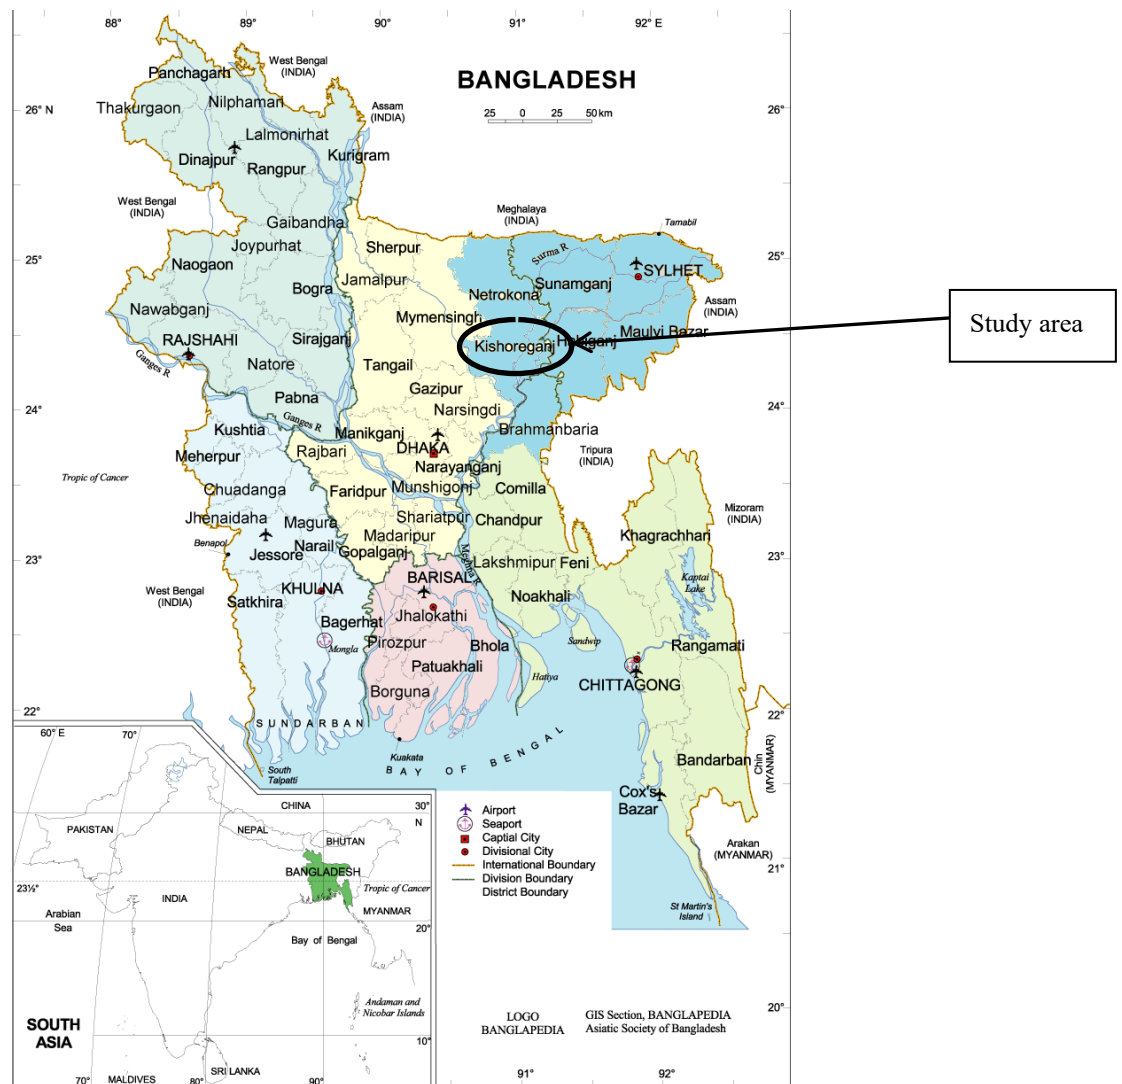 88°
89°
90°
91°
92° E
BANGLADESH
25 0 25 50 km
West Bengal
(INDIA)
Panchagarh
Thakurgaon
Nilphamari
26° N
26°
Assam
(INDIA)
Lalmonirhat
Dinajpur
Kurigram
Rangpur
West Bengal
(INDIA)
Meghalaya
(INDIA)
Tamabil
Gaibandha
Joypurhat
Sherpur
Surma R
25°
25°
Naogaon
SYLHET
Jamalpur
Sunamganj
Bogra
Netrokona
Nawabganj
Assam
(INDIA)
Mymensingh
Study area
RAJSHAHI
Sirajganj
Kishoreganj
Habiganj
Maulvi Bazar
Ganges R
Natore
Tangail
Pabna
Gazipur
24°
24°
Narsingdi
Ganges R
Kushtia
Manikganj
Brahmanbaria
Rajbari
DHAKA
Meherpur
Narayanganj
Tripura
(INDIA)
Tropic of Cancer
Chuadanga
Faridpur
Munshigonj
Comilla
Jhenaidaha
Magura
Shariatpur
Chandpur
Mizoram
(INDIA)
Madaripur
Khagrachhari
Benapol
Jessore
Narail
Gopalganj
23°
23°
Meghna R
Lakshmipur
Feni
BARISAL
Kaptai
Lake
West Bengal
(INDIA)
KHULNA
Satkhira
Noakhali
Jhalokathi
Bagerhat
Pirozpur
Bhola
Sandwip
Rangamati
Mongla
Patuakhali
Hatiya
CHITTAGONG
Borguna
22°
22°
SUNDARBAN
Kuakata
BAY OF BENGAL
Bandarban
Chin
(MYANMAR)
South
Talpatti
Cox's
Bazar
Arakan
(MYANMAR)
21°
St Martin's
Island
20°
91°
92°
Airport
Seaport
Captial City
Divisional City
International Boundary
Division Boundary
District Boundary
LOGO
BANGLAPEDIA
GIS Section, BANGLAPEDIA
Asiatic Society of Bangladesh
60° E
70°
CHINA
30°
N
PAKISTAN
NEPAL
BHUTAN
BANGLADESH
23½°
Tropic of Cancer
INDIA
MYANMAR
Arabian
Sea
20°
Bay of Bengal
Andaman and
Nicobar Islands
SOUTH
ASIA
10°
SRI LANKA
70°
MALDIVES
80°
90°